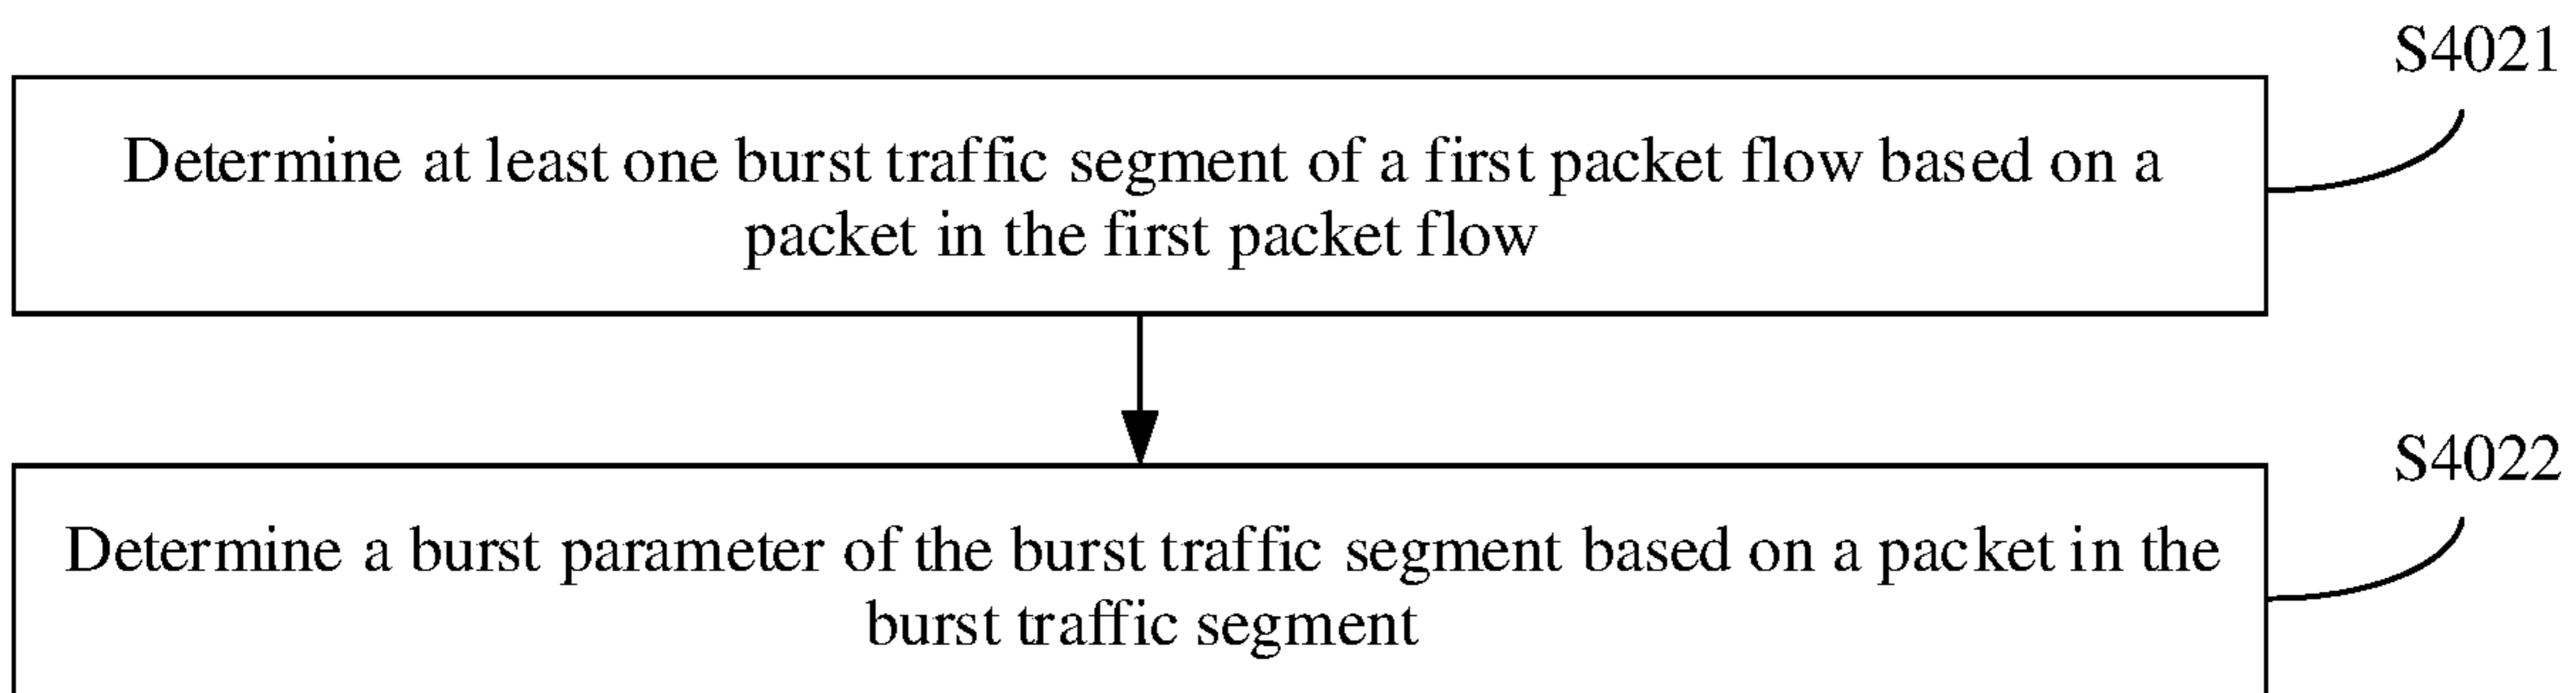 S4021
Determine at least one burst traffic segment of a first packet flow based on a
packet in the first packet flow
S4022
Determine a burst parameter of the burst traffic segment based on a packet in the
burst traffic segment